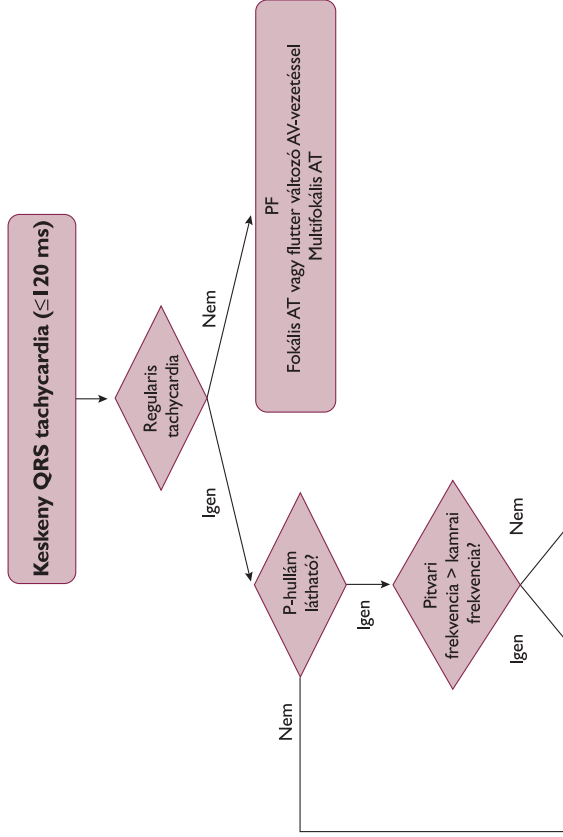 Keskeny QRS tachycardia (≤120 ms)
Regularis
tachycardia
Igen
Nem
PF
Fokális AT vagy flutter változó AV-vezetéssel
Multifokális AT
P-hullám
látható?
Nem
Igen
Pitvari
frekvencia > kamrai
frekvencia?
Igen
Nem